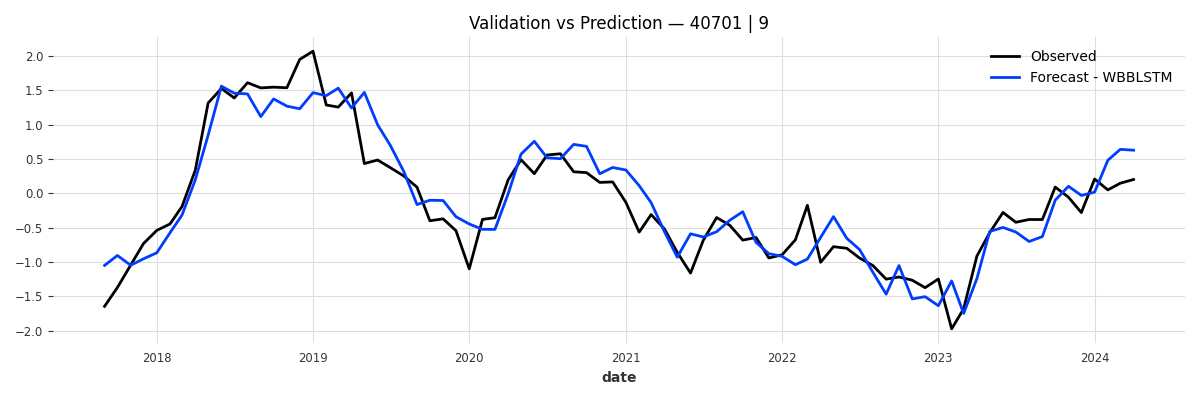 Validation vs Prediction — 40701 | 9
Observed
Forecast - WBBLSTM
2.0
1.5
1.0
0.5
0.0
−0.5
−1.0
−1.5
−2.0
2018 2019 2020 2021 2022 2023 2024
date